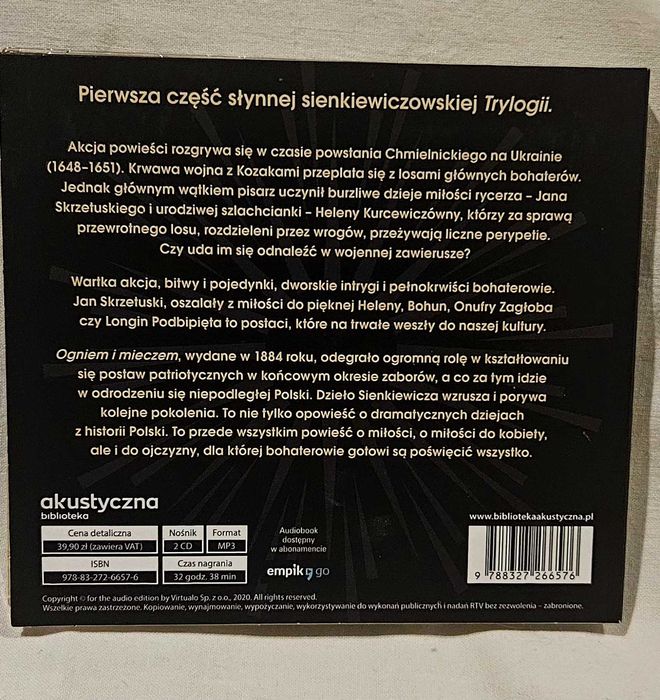 Pierwsza część słynnej sienkiewiczowskiej Trylogii.
Akcja powieści rozgrywa się w czasie powstania Chmielnickiego na Ukrainie
(1648–1651). Krwawa wojna z Kozakami przeplata się z losami głównych bohaterów.
Jednak głównym wątkiem pisarz uczynił burzliwe dzieje miłości rycerza – Jana
Skrzetuskiego i urodziwej szlachcianki – Heleny Kurcewiczówny, którzy za sprawą
przewrotnego losu, rozdzieleni przez wrogów, przeżywają liczne perypetie.
Czy uda im się odnaleźć w wojennej zawierusze?
Wartka akcja, bitwy i pojedynki, dworskie intrygi i pełnokrwiści bohaterowie.
Jan Skrzetuski, oszalały z miłości do pięknej Heleny, Bohun, Onufry Zagłoba
czy Longin Podbipięta to postaci, które na trwałe weszły do naszej kultury.
Ogniem i mieczem, wydane w 1884 roku, odegrało ogromną rolę w kształtowaniu
się postaw patriotycznych w końcowym okresie zaborów, a co za tym idzie
w odrodzeniu się niepodległej Polski. Dzieło Sienkiewicza wzrusza i porywa
kolejne pokolenia. To nie tylko opowieść o dramatycznych dziejach
z historii Polski. To przede wszystkim powieść o miłości, o miłości do kobiety,
ale i do ojczyzny, dla której bohaterowie gotowi są poświęcić wszystko.
akustyczna
biblioteka
Cena detaliczna
39,90 zł (zawiera VAT)
Nośnik
2 CD
Format
MP3
ISBN
978-83-272-6657-6
Czas nagrania
32 godz. 38 min
Audiobook
dostępny
w abonamencie
empik go
www.bibliotekaakustyczna.pl
9 788327 266576
Copyright © for the audio edition by Virtualo Sp. z o.o., 2020. All rights reserved.
Wszelkie prawa zastrzeżone. Kopiowanie, wynajmowanie, wypożyczanie, wykorzystywanie do wykonań publicznych i nadań RTV bez zezwolenia – zabronione.